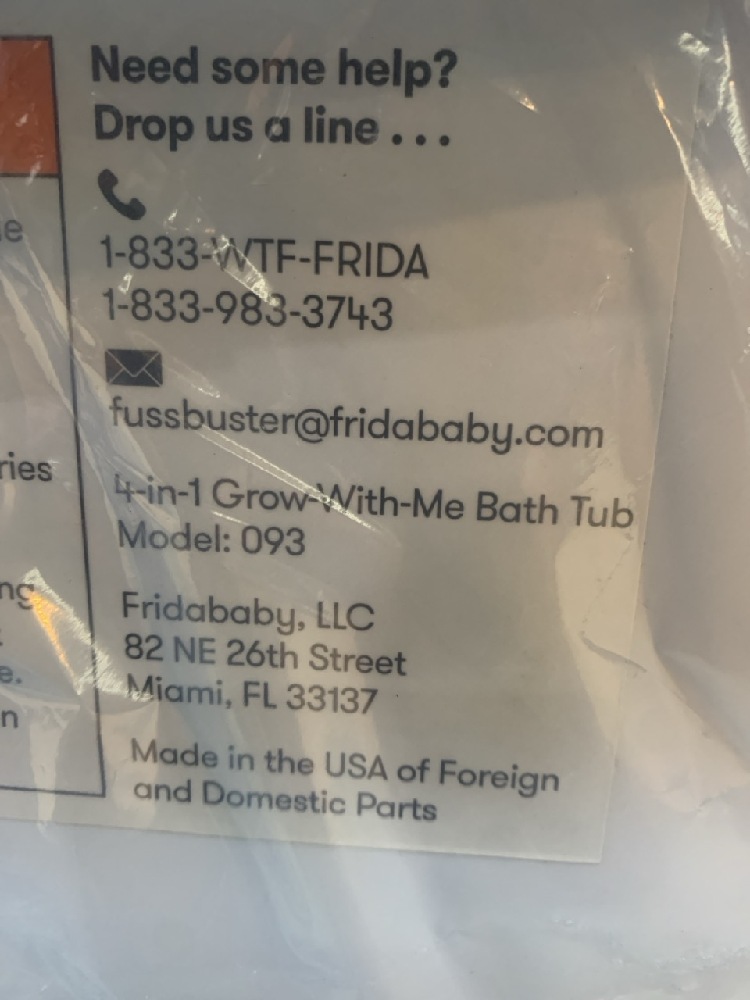 Need some help?
Drop us a line . . .
1-833-WTF-FRIDA
1-833-983-3743
fussbuster@fridababy.com
4-in-1 Grow-With-Me Bath Tub
Model: 093
Fridababy, LLC
82 NE 26th Street
Miami, FL 33137
Made in the USA of Foreign
and Domestic Parts